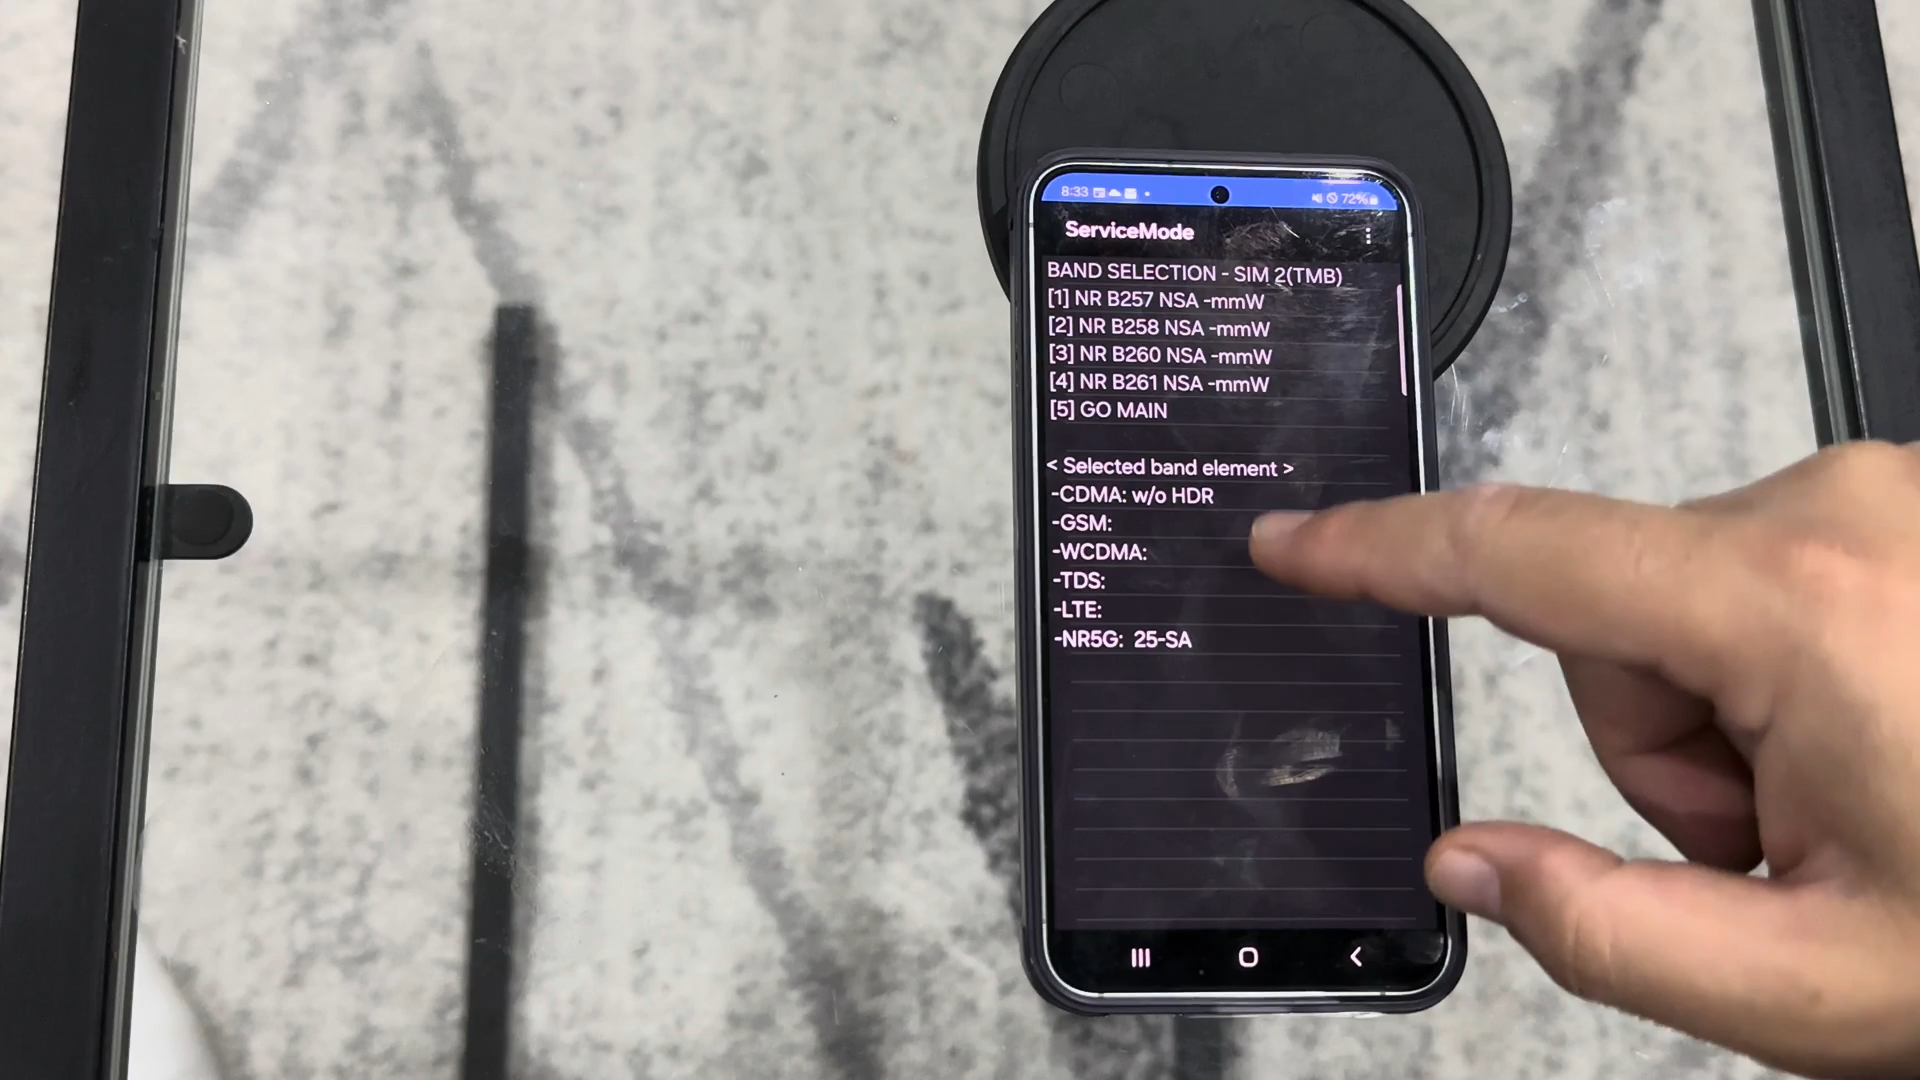 8:33
72%
ServiceMode
BAND SELECTION - SIM 2(TMB)
[1] NR B257 NSA -mmW
[2] NR B258 NSA -mmW
[3] NR B260 NSA -mmW
[4] NR B261 NSA -mmW
[5] GO MAIN
< Selected band element >
-CDMA: w/o HDR
-GSM:
-WCDMA:
-TDS:
-LTE:
-NR5G: 25-SA